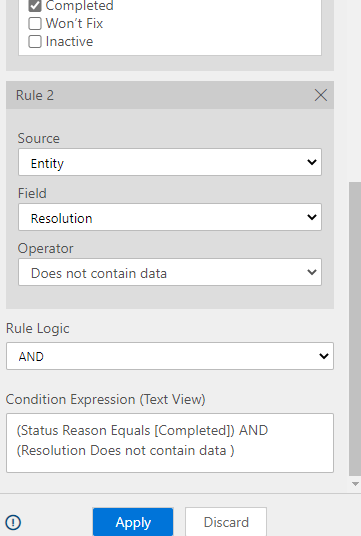 Completed
Won't Fix
Inactive
Rule 2
Source
Entity
Field
Resolution
Operator
Does not contain data
Rule Logic
AND
Condition Expression (Text View)
(Status Reason Equals [Completed]) AND
(Resolution Does not contain data )
Apply
Discard